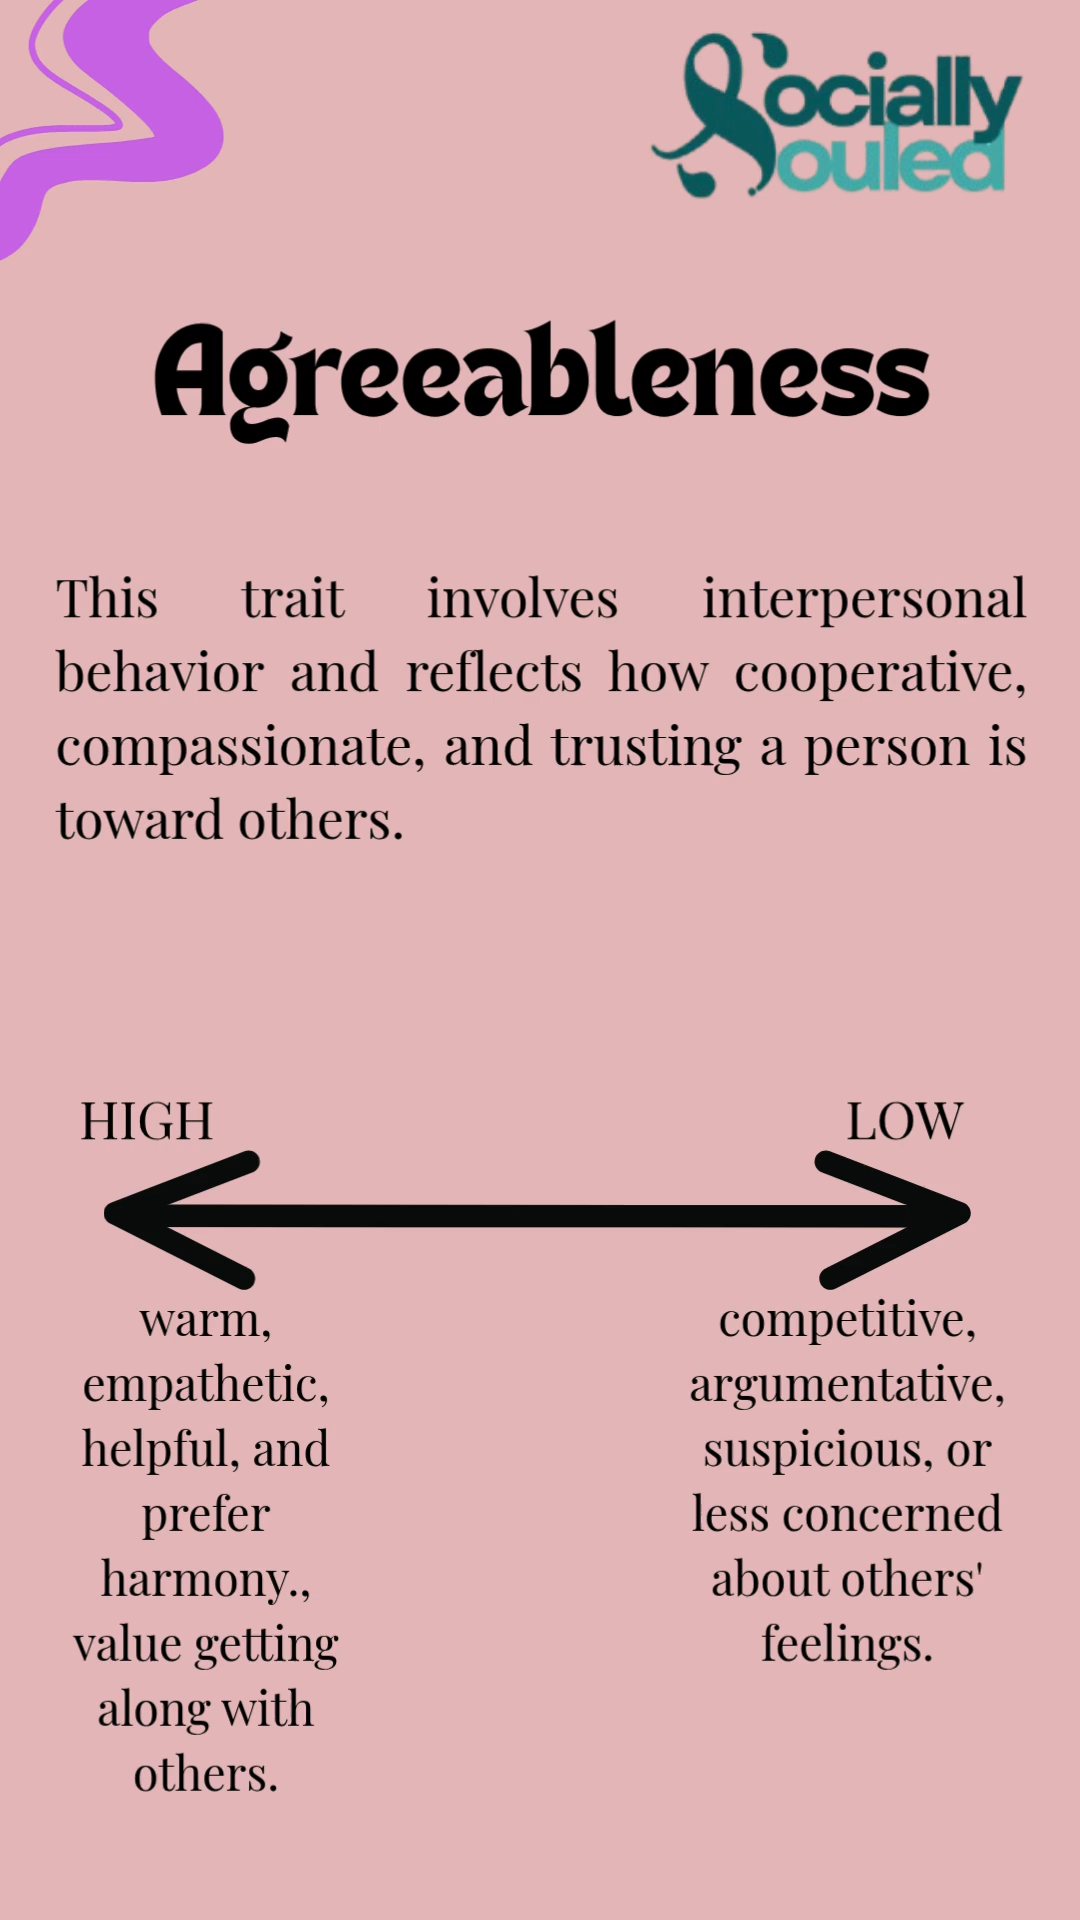 Socially
Souled
Agreeableness
This trait involves interpersonal
behavior and reflects how cooperative,
compassionate, and trusting a person is
toward others.
HIGH
LOW
warm,
empathetic,
helpful, and
prefer
harmony.,
value getting
along with
others.
competitive,
argumentative,
suspicious, or
less concerned
about others'
feelings.